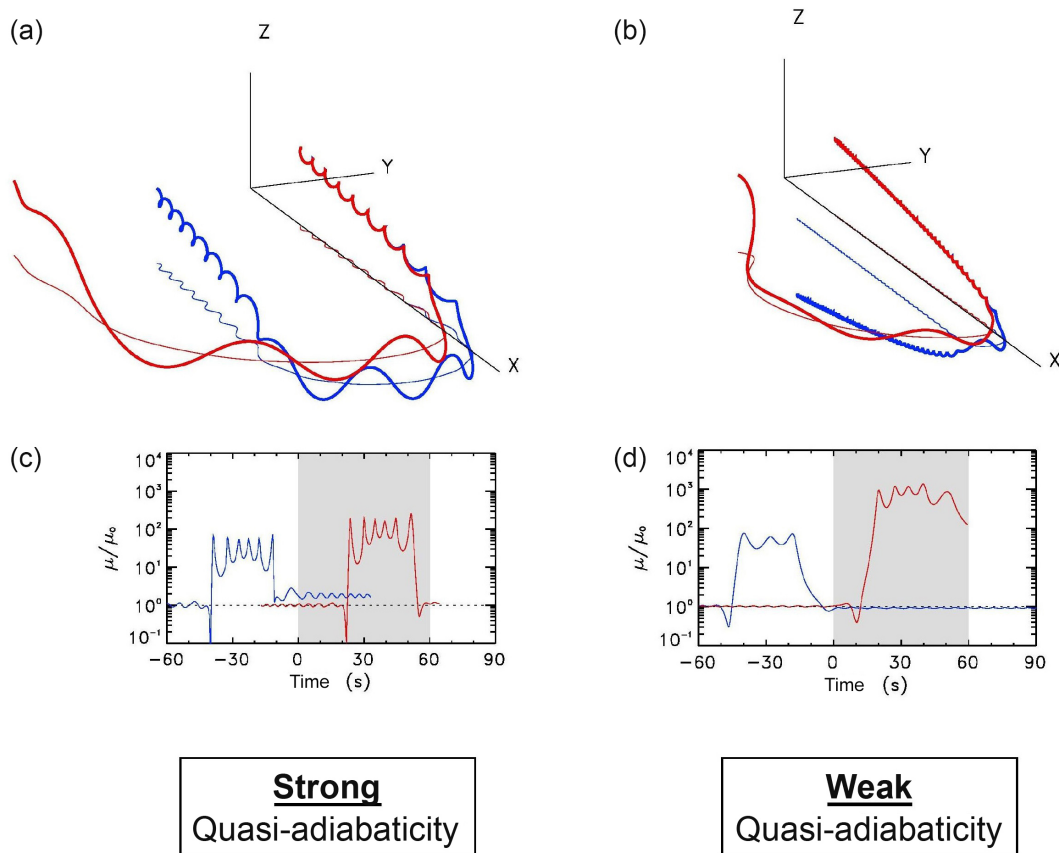 (a)
Z
Y
X
(b)
Z
Y
X
(c)
μ/μ₀
10⁴
10³
10²
10¹
10⁰
10⁻¹
−60 −30 0 30 60 90
Time (s)
(d)
μ/μ₀
10⁴
10³
10²
10¹
10⁰
10⁻¹
−60 −30 0 30 60 90
Time (s)
Strong
Quasi-adiabaticity
Weak
Quasi-adiabaticity